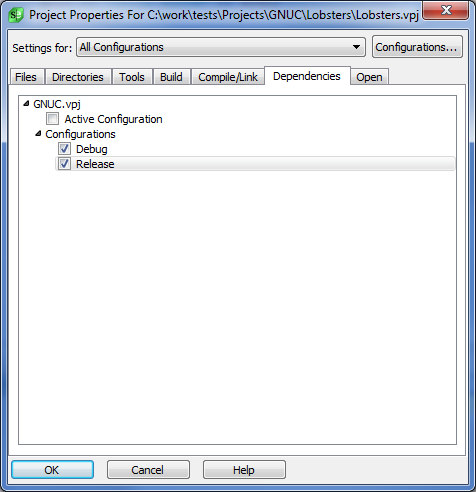 Project Properties For C:\work\tests\Projects\GNUC\Lobsters\Lobsters.vpj
Settings for: All Configurations Configurations...
Files Directories Tools Build Compile/Link Dependencies Open
GNUC.vpj
Active Configuration
Configurations
Debug
Release
OK Cancel Help